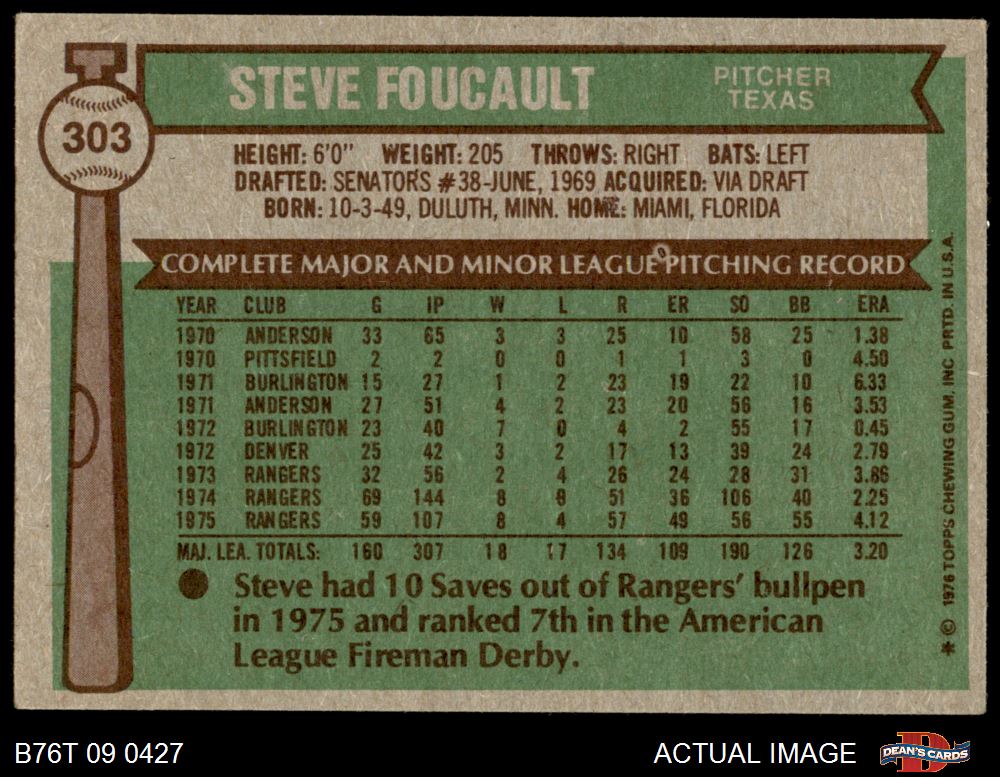 T
303
STEVE FOUCAULT
PITCHER
TEXAS
HEIGHT: 6'0" WEIGHT: 205 THROWS: RIGHT BATS: LEFT
DRAFTED: SENATORS #38-JUNE, 1969 ACQUIRED: VIA DRAFT
BORN: 10-3-49, DULUTH, MINN. HOME: MIAMI, FLORIDA
COMPLETE MAJOR AND MINOR LEAGUE PITCHING RECORD
YEAR CLUB G IP W L R ER SO BB ERA
1970 ANDERSON 33 65 3 3 25 10 58 25 1.38
1970 PITTSFIELD 2 2 0 0 1 1 3 0 4.50
1971 BURLINGTON 15 27 1 2 23 19 22 10 6.33
1971 ANDERSON 27 51 4 2 23 20 56 16 3.53
1972 BURLINGTON 23 40 7 0 4 2 55 17 0.45
1972 DENVER 25 42 3 2 17 13 39 24 2.79
1973 RANGERS 32 56 2 4 26 24 28 31 3.86
1974 RANGERS 69 144 8 8 51 36 106 40 2.25
1975 RANGERS 59 107 8 4 57 49 56 55 4.12
MAJ. LEA. TOTALS: 160 307 18 17 134 109 190 126 3.20
Steve had 10 Saves out of Rangers' bullpen
in 1975 and ranked 7th in the American
League Fireman Derby.
* © 1976 TOPPS CHEWING GUM, INC PRTD. IN U.S.A.
B76T 09 0427
ACTUAL IMAGE
DEAN'S CARDS